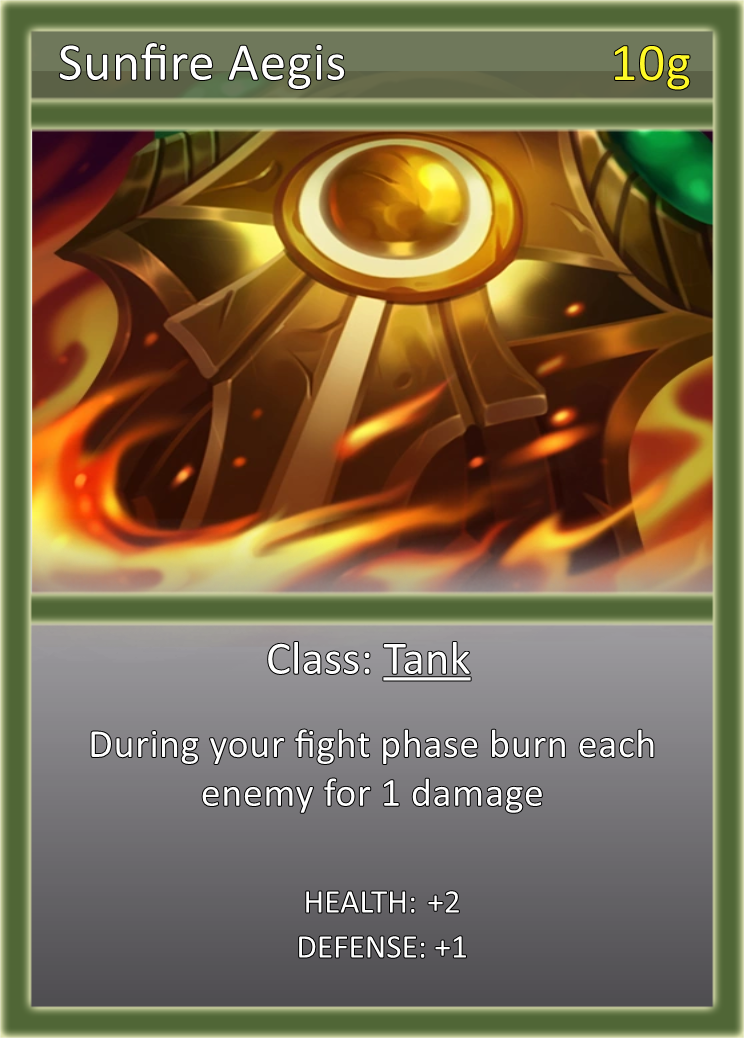 Sunfire Aegis 10g
Class: Tank
During your fight phase burn each
enemy for 1 damage
HEALTH: +2
DEFENSE: +1